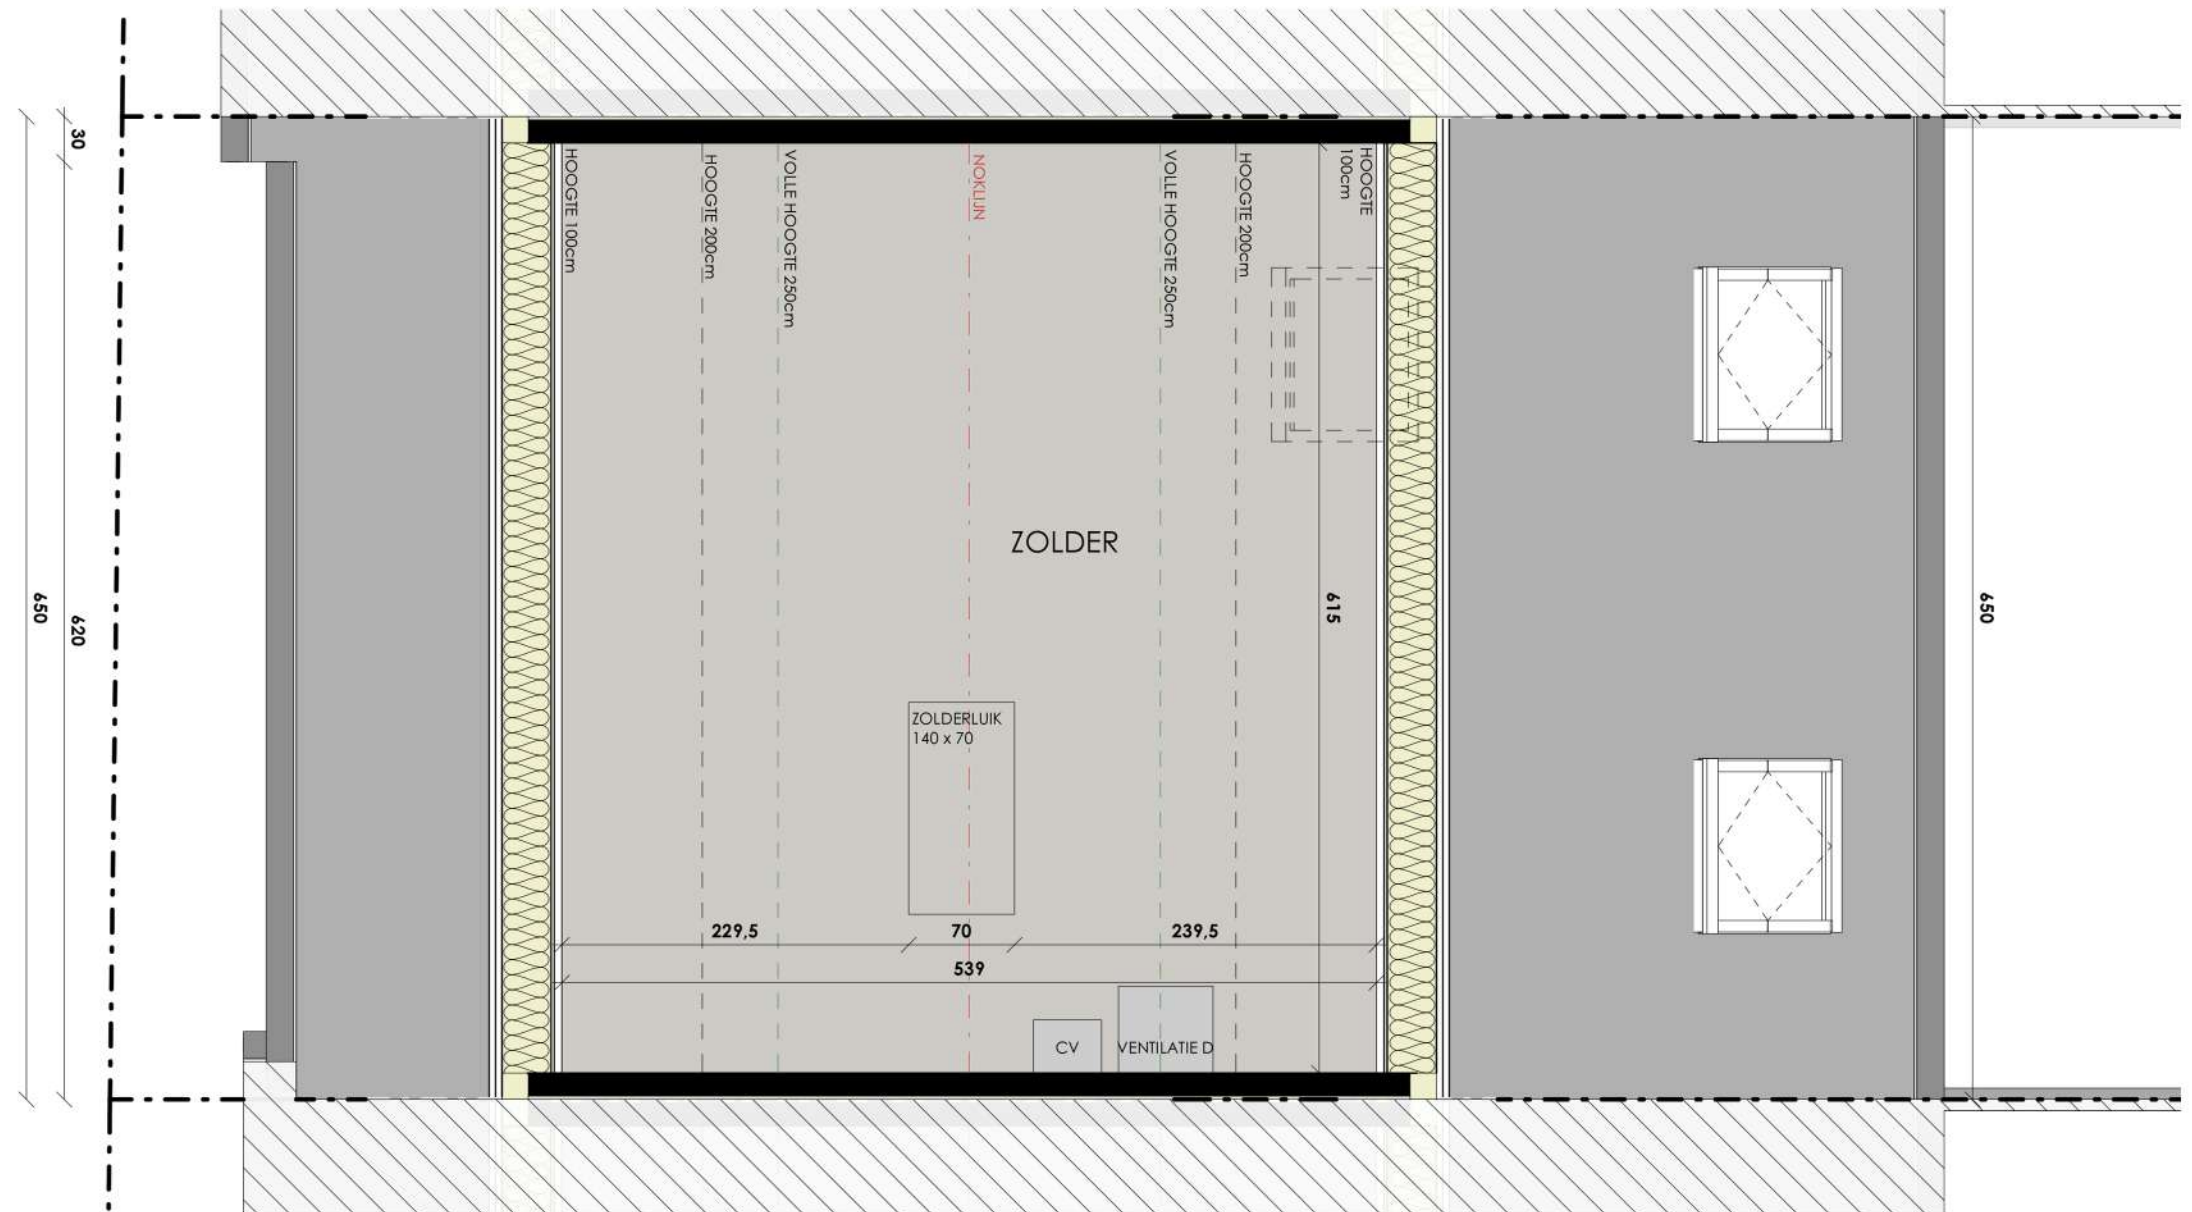 30
HOOGTE 100cm
HOOGTE 200cm
VOLLE HOOGTE 250cm
NOKLIJN
VOLLE HOOGTE 250cm
HOOGTE 200cm
HOOGTE
100cm
ZOLDER
650
620
615
650
ZOLDERLUIK
140 x 70
229,5
70
239,5
539
CV
VENTILATIE D